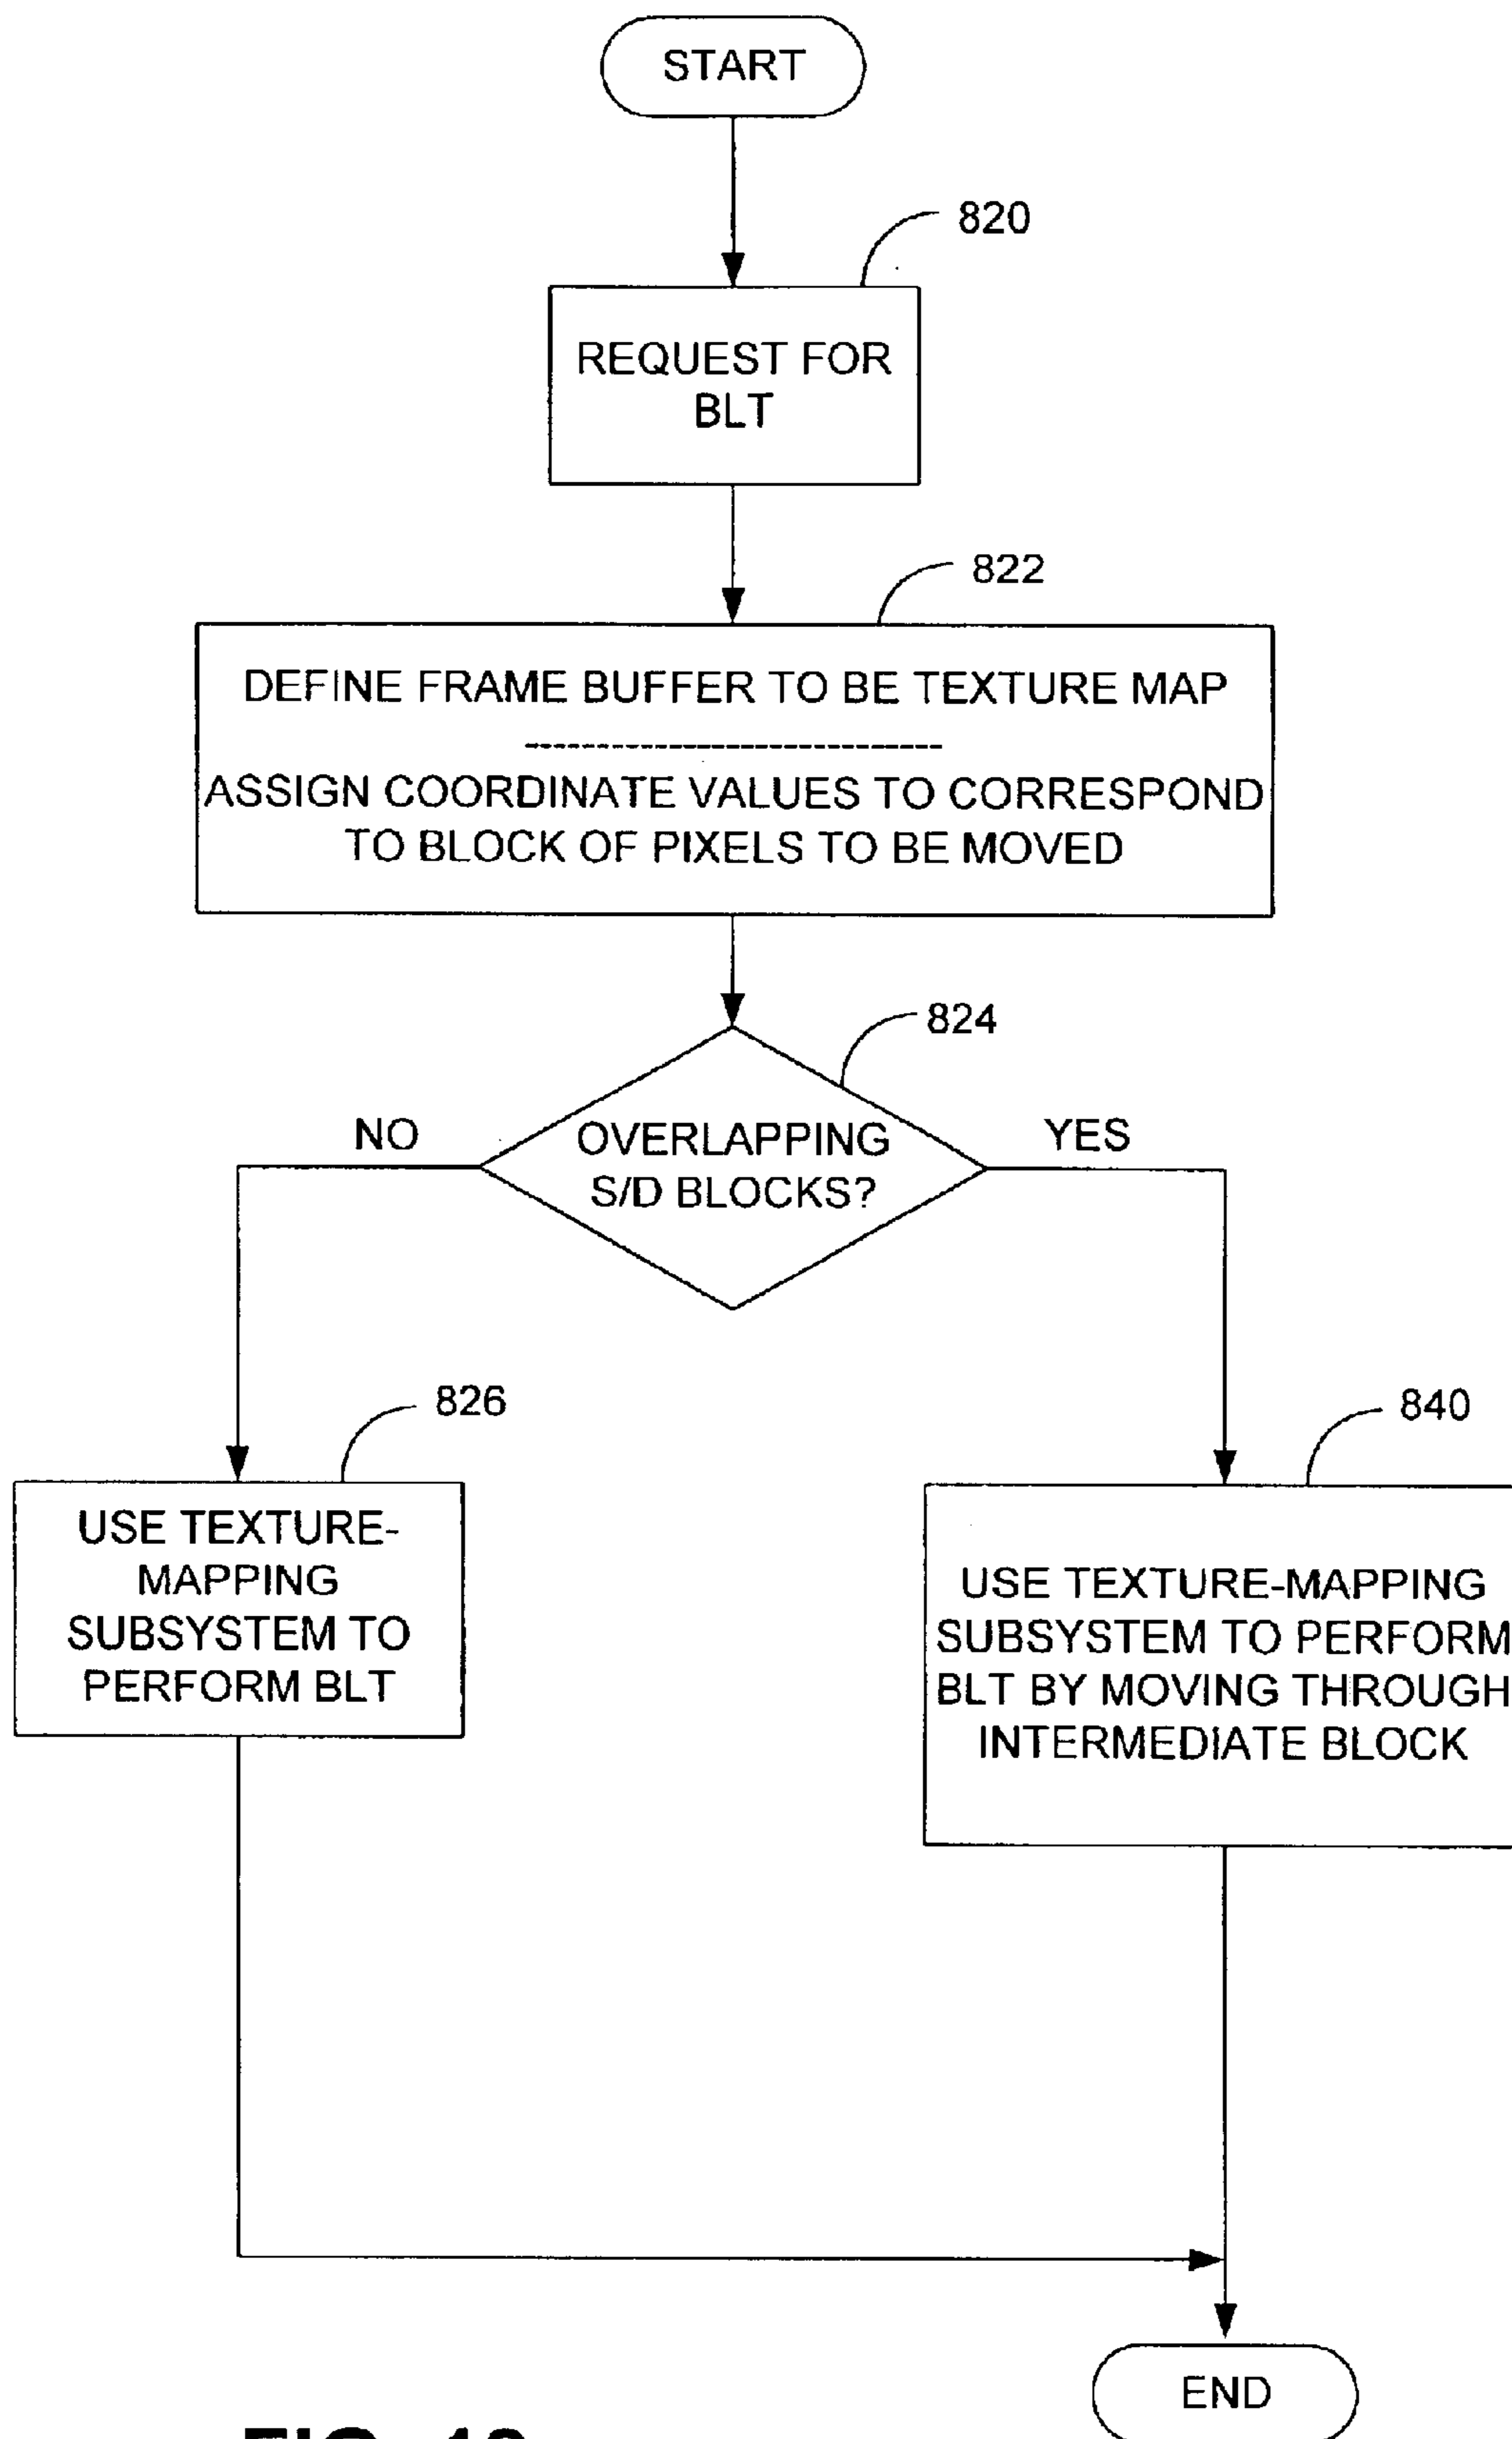 START
820
REQUEST FOR
BLT
822
DEFINE FRAME BUFFER TO BE TEXTURE MAP
ASSIGN COORDINATE VALUES TO CORRESPOND
TO BLOCK OF PIXELS TO BE MOVED
824
NO
OVERLAPPING
S/D BLOCKS?
YES
826
USE TEXTURE-
MAPPING
SUBSYSTEM TO
PERFORM BLT
840
USE TEXTURE-MAPPING
SUBSYSTEM TO PERFORM
BLT BY MOVING THROUGH
INTERMEDIATE BLOCK
END